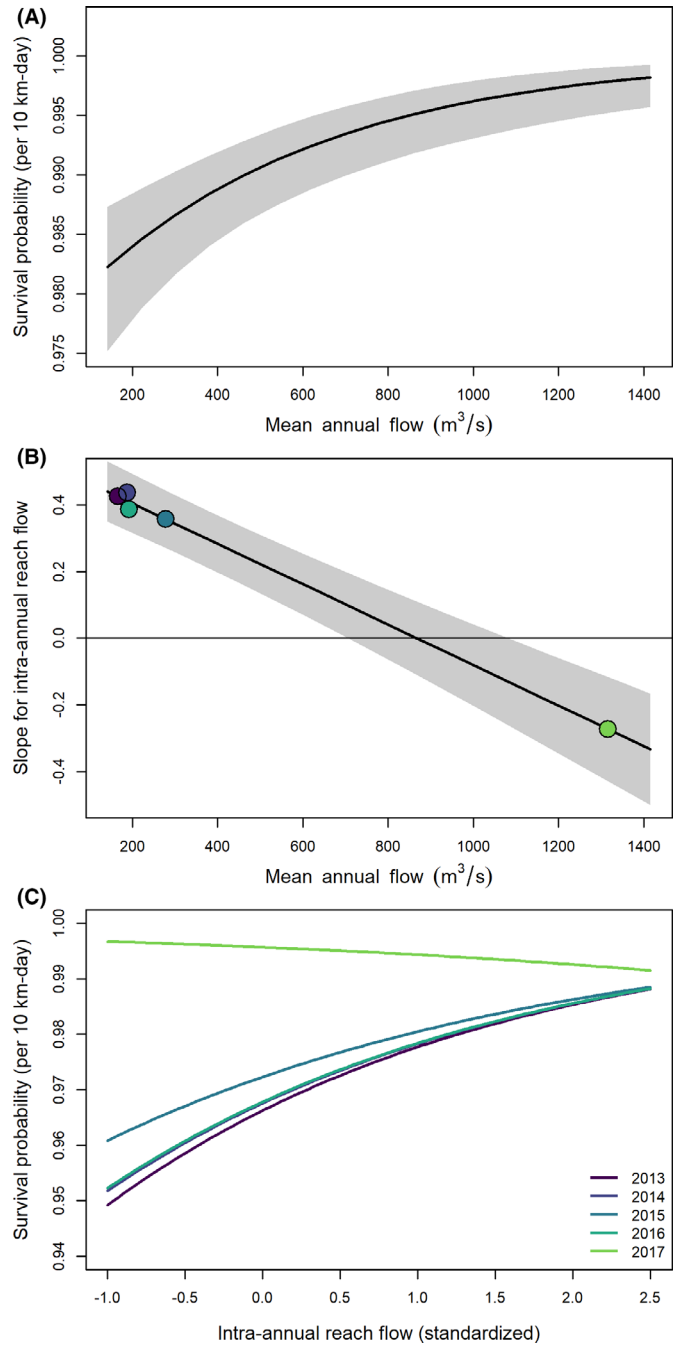 (A)
Survival probability (per 10 km-day)
1.000
0.995
0.990
0.985
0.980
0.975
200 400 600 800 1000 1200 1400
Mean annual flow (m³/s)
(B)
Slope for intra-annual reach flow
0.4
0.2
0.0
-0.2
-0.4
200 400 600 800 1000 1200 1400
Mean annual flow (m³/s)
(C)
Survival probability (per 10 km-day)
1.00
0.99
0.98
0.97
0.96
0.95
0.94
2013
2014
2015
2016
2017
-1.0 -0.5 0.0 0.5 1.0 1.5 2.0 2.5
Intra-annual reach flow (standardized)